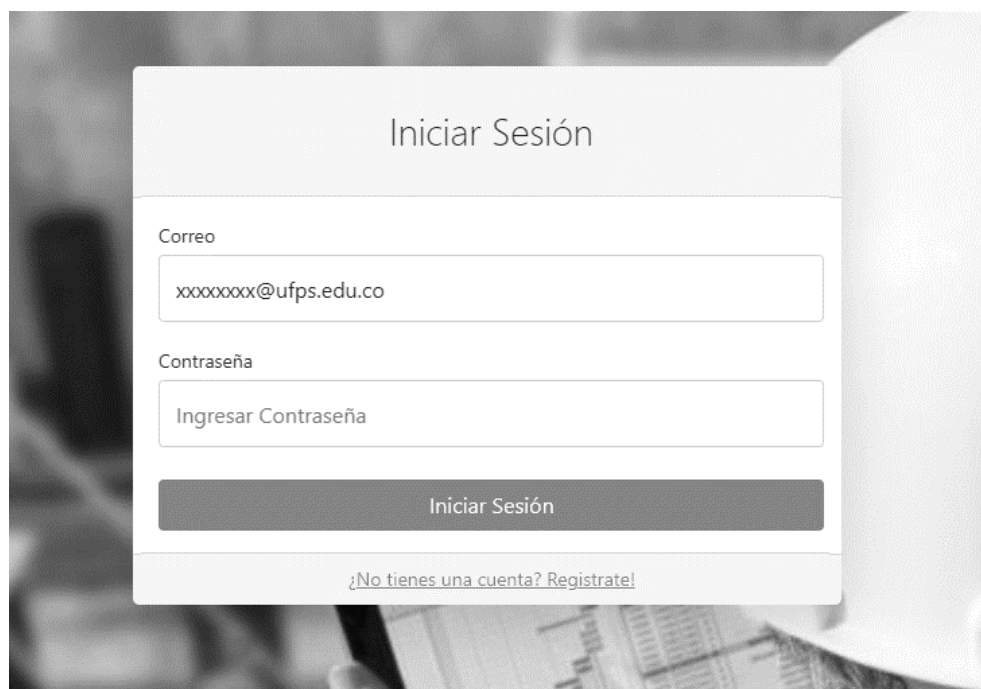 Iniciar Sesión
Correo
xxxxxxxx@ufps.edu.co
Contraseña
Ingresar Contraseña
Iniciar Sesión
¿No tienes una cuenta? Registrate!